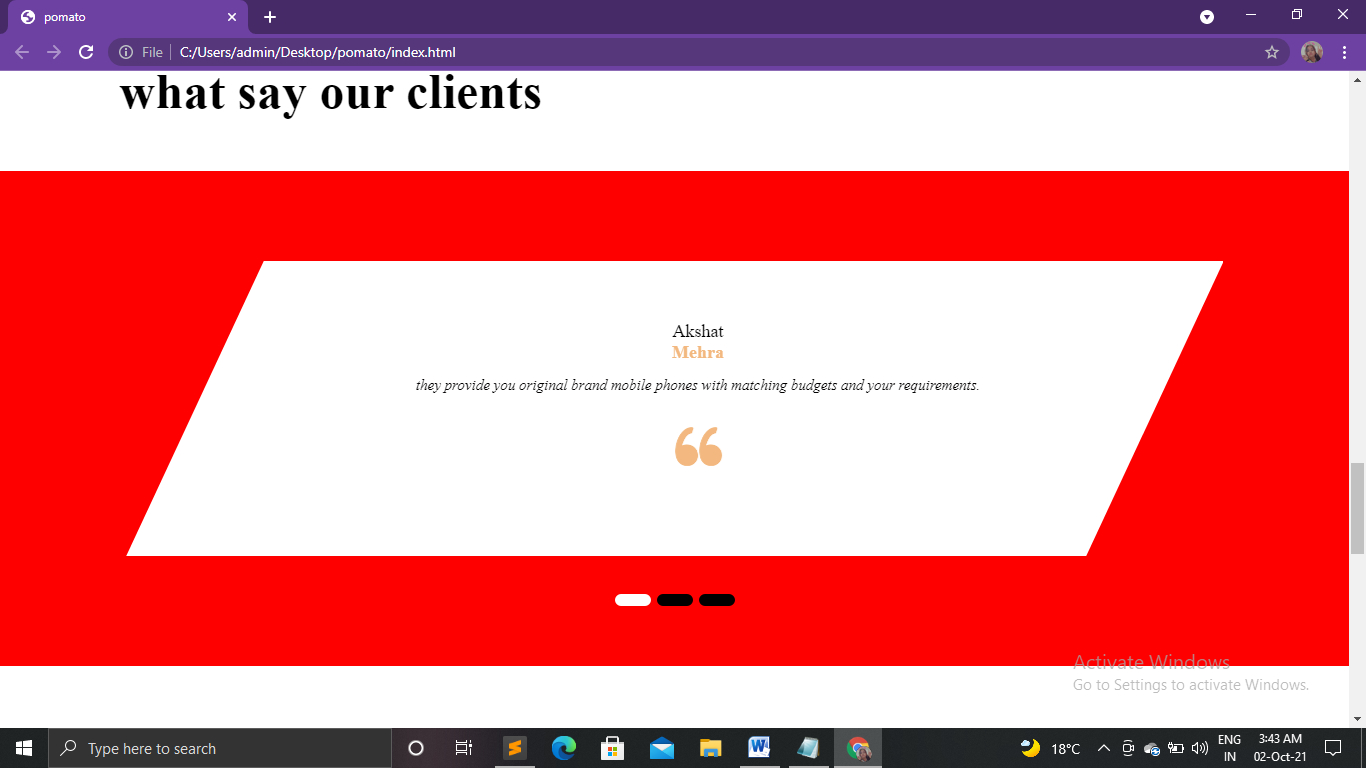 pomato
File
C:/Users/admin/Desktop/pomato/index.html
what say our clients
Akshat
Mehra
they provide you original brand mobile phones with matching budgets and your requirements.
Activate Windows
Go to Settings to activate Windows.
Type here to search
18°C
ENG
IN
3:43 AM
02-Oct-21